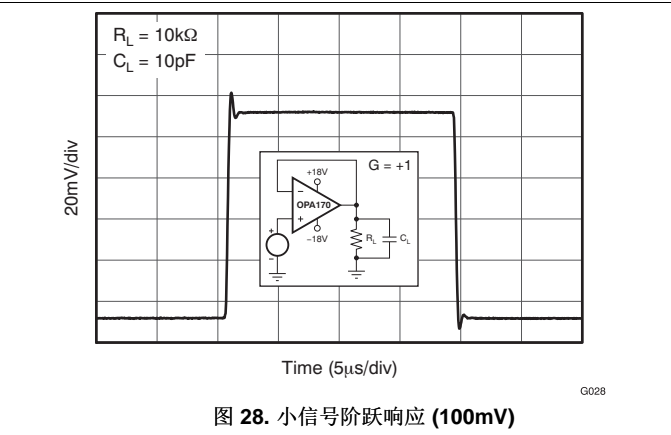 R_L = 10kΩ
C_L = 10pF
20mV/div
G = +1
+18V
−
OPA170
+
−18V
+
−
R_L
C_L
Time (5μs/div)
G028
图 28. 小信号阶跃响应 (100mV)